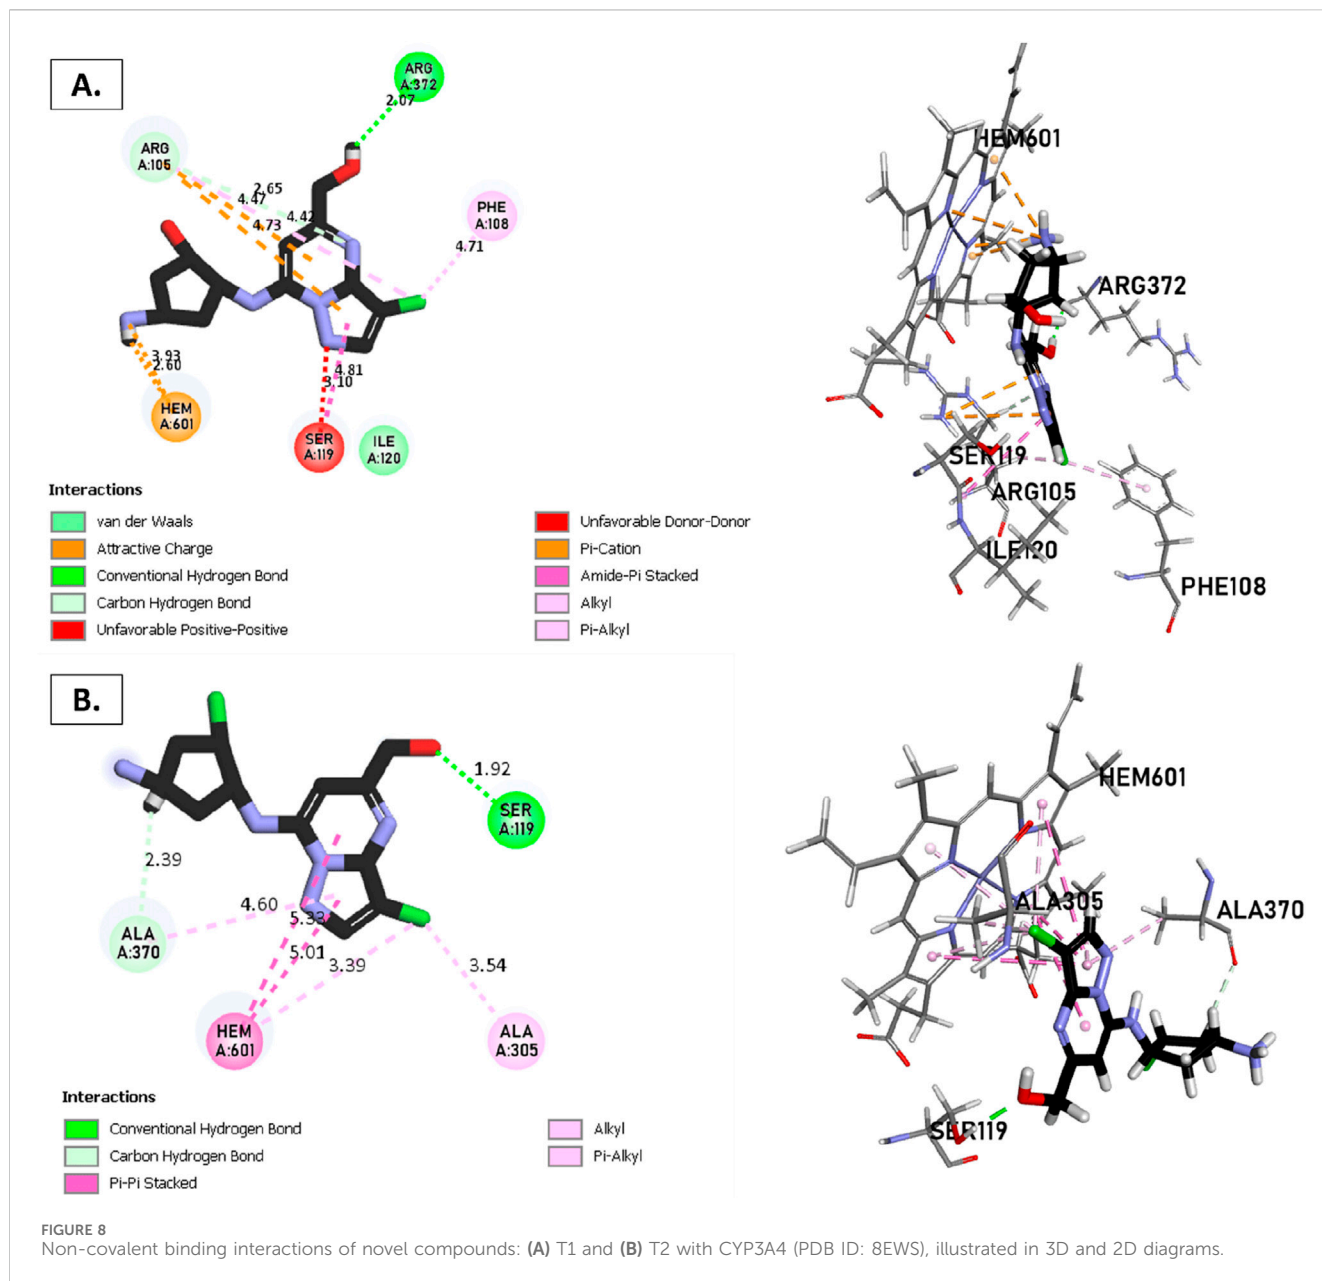 A.
ARG
A:372
2.07
ARG
A:105
2.65
4.47
4.42
4.73
PHE
A:108
4.71
3.93
2.60
4.81
3.10
HEM
A:601
SER
A:119
ILE
A:120
Interactions
van der Waals
Attractive Charge
Conventional Hydrogen Bond
Carbon Hydrogen Bond
Unfavorable Positive-Positive
Unfavorable Donor-Donor
Pi-Cation
Amide-Pi Stacked
Alkyl
Pi-Alkyl
HEM601
ARG372
SER119
ARG105
ILE120
PHE108
B.
1.92
SER
A:119
2.39
4.60
ALA
A:370
5.33
5.01
3.39
3.54
HEM
A:601
ALA
A:305
Interactions
Conventional Hydrogen Bond
Carbon Hydrogen Bond
Pi-Pi Stacked
Alkyl
Pi-Alkyl
HEM601
ALA305
ALA370
SER119
FIGURE 8
Non-covalent binding interactions of novel compounds: (A) T1 and (B) T2 with CYP3A4 (PDB ID: 8EWS), illustrated in 3D and 2D diagrams.